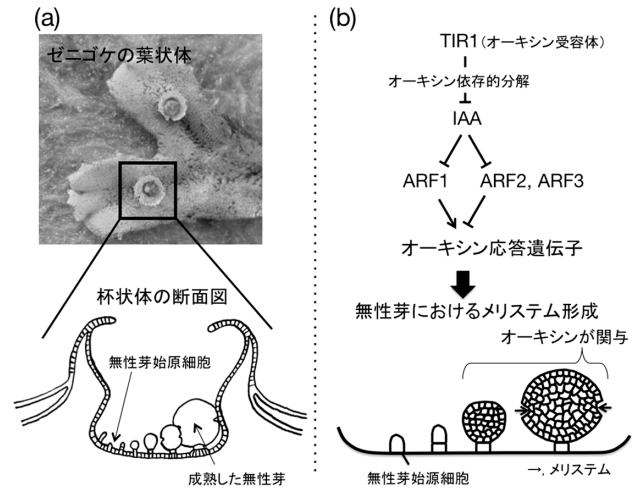 (a)
ゼニゴケの葉状体
杯状体の断面図
無性芽始原細胞
成熟した無性芽
(b)
TIR1（オーキシン受容体）
オーキシン依存的分解
IAA
ARF1 ARF2, ARF3
オーキシン応答遺伝子
無性芽におけるメリステム形成
オーキシンが関与
無性芽始原細胞
→, メリステム